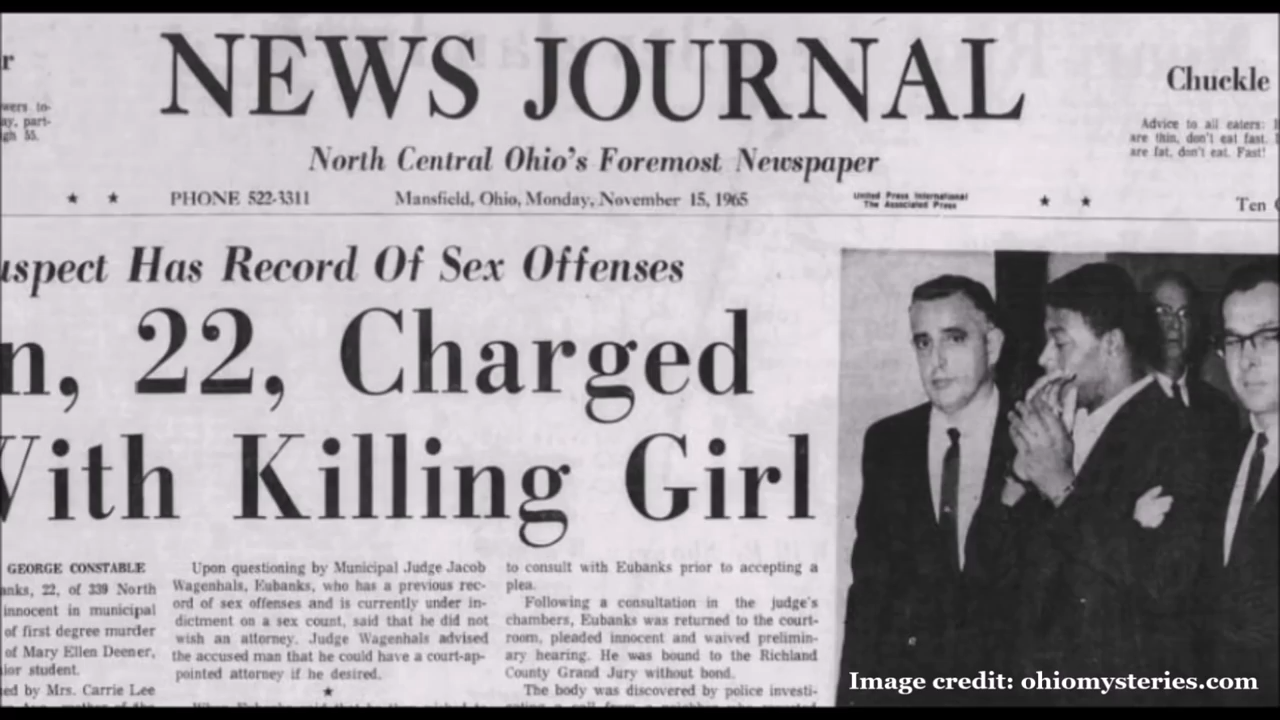 r
wers to-
ay, part-
gh 55.
NEWS JOURNAL
Chuckle
Advice to all eaters:
are thin, don't eat fast.
are fat, don't eat. Fast!
North Central Ohio's Foremost Newspaper
★ ★ PHONE 522-3311 Mansfield, Ohio, Monday, November 15, 1965 United Press International
The Associated Press ★ ★ Ten
uspect Has Record Of Sex Offenses
n, 22, Charged
With Killing Girl
GEORGE CONSTABLE
anks, 22, of 339 North
innocent in municipal
of first degree murder
of Mary Ellen Deener,
ior student.
ed by Mrs. Carrie Lee
Upon questioning by Municipal Judge Jacob
Wagenhals, Eubanks, who has a previous rec-
ord of sex offenses and is currently under in-
dictment on a sex count, said that he did not
wish an attorney. Judge Wagenhals advised
the accused man that he could have a court-ap-
pointed attorney if he desired.
★
to consult with Eubanks prior to accepting a
plea.
Following a consultation in the judge's
chambers, Eubanks was returned to the court-
room, pleaded innocent and waived prelimin-
ary hearing. He was bound to the Richland
County Grand Jury without bond.
The body was discovered by police investi-
Image credit: ohiomysteries.com